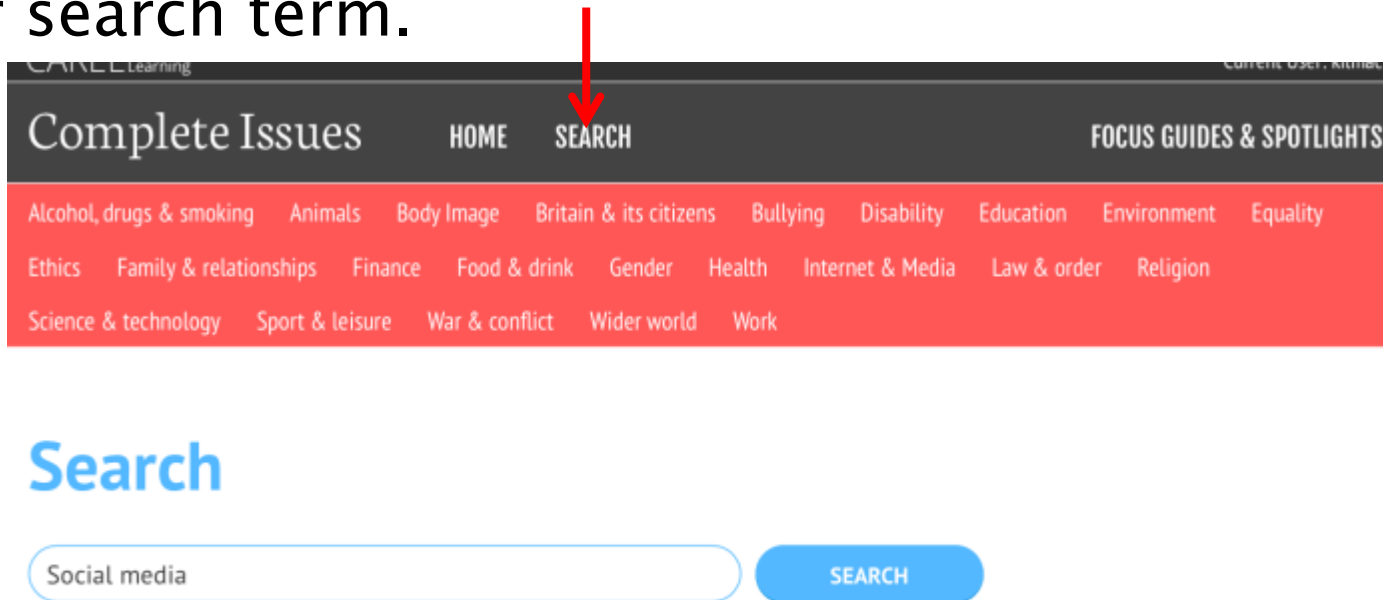 search term.
Learning
Complete Issues HOME SEARCH FOCUS GUIDES & SPOTLIGHTS
Alcohol, drugs & smoking Animals Body Image Britain & its citizens Bullying Disability Education Environment Equality
Ethics Family & relationships Finance Food & drink Gender Health Internet & Media Law & order Religion
Science & technology Sport & leisure War & conflict Wider world Work
Search
Social media SEARCH